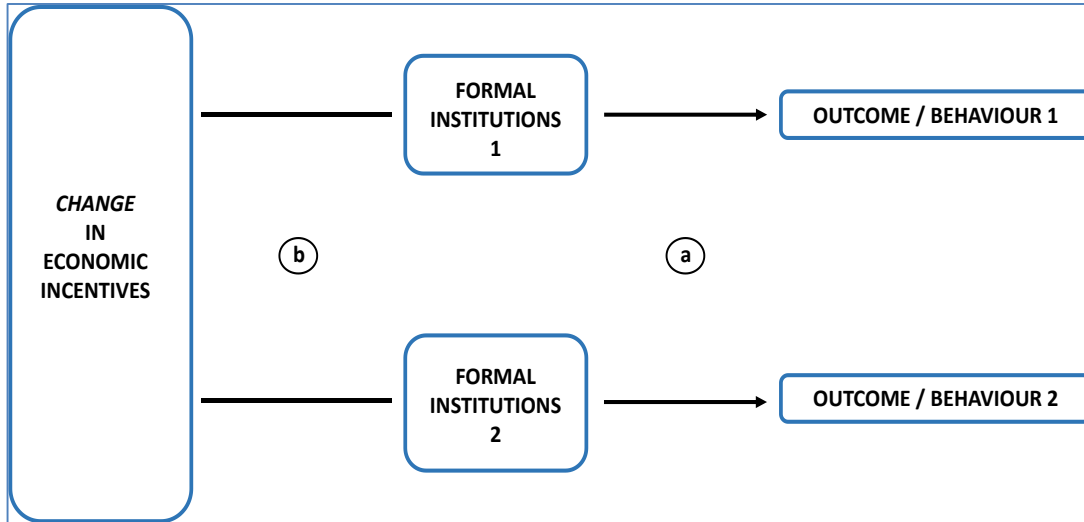 CHANGE
IN
ECONOMIC
INCENTIVES
b
FORMAL
INSTITUTIONS
1
OUTCOME / BEHAVIOUR 1
a
FORMAL
INSTITUTIONS
2
OUTCOME / BEHAVIOUR 2